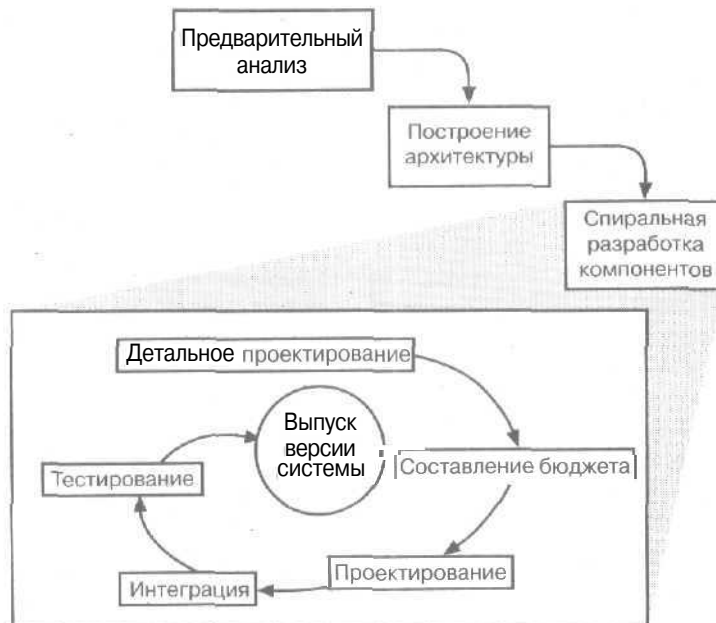 Предварительный
анализ
Построение
архитектуры
Спиральная
разработка
компонентов
Детальное проектирование
Выпуск
версии
системы
Составление бюджета
Тестирование
Проектирование
Интеграция